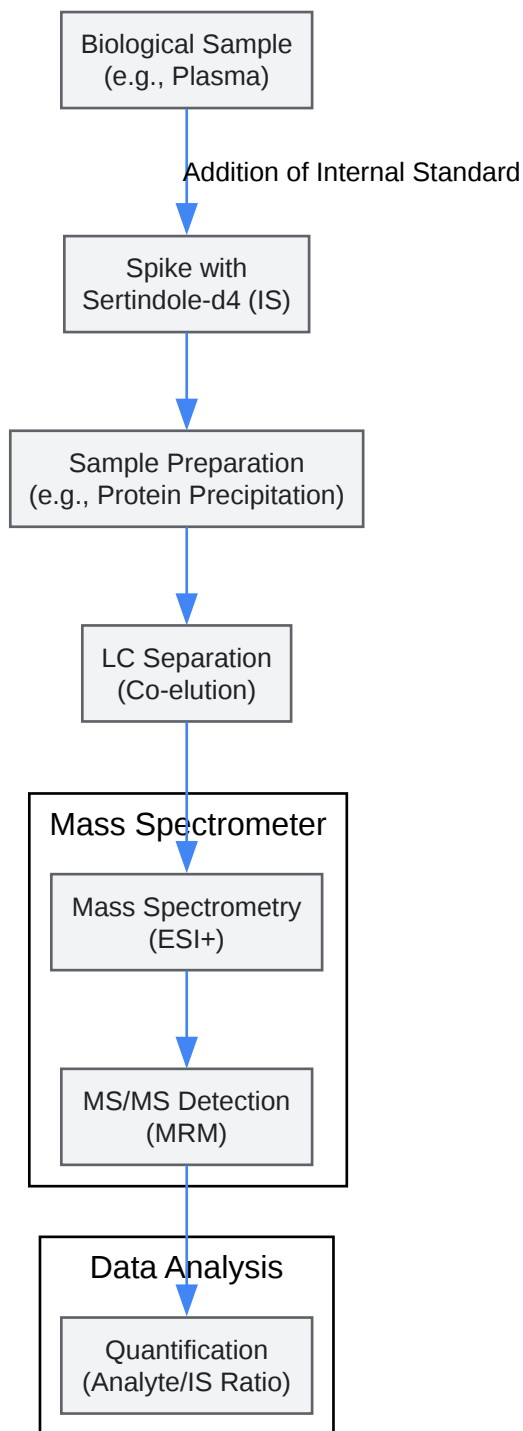 Biological Sample
(e.g., Plasma)
Addition of Internal Standard
Spike with
Sertindole-d4 (IS)
Sample Preparation
(e.g., Protein Precipitation)
LC Separation
(Co-elution)
Mass Spectrometer
Mass Spectrometry
(ESI+)
MS/MS Detection
(MRM)
Data Analysis
Quantification
(Analyte/IS Ratio)